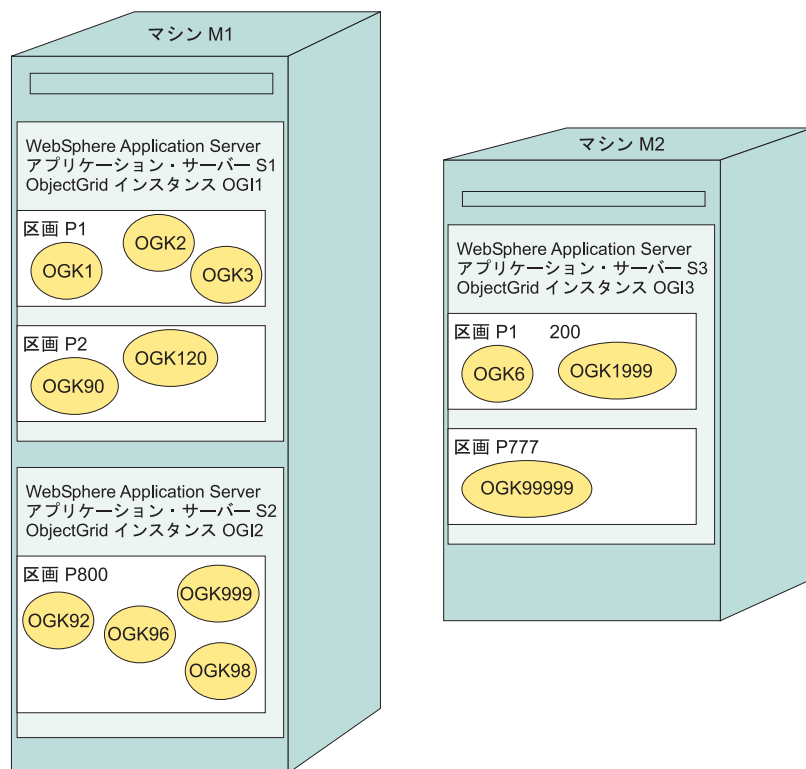 マシン M1
WebSphere Application Server
アプリケーション・サーバー S1
ObjectGrid インスタンス OGI1
区画 P1
OGK1
OGK2
OGK3
区画 P2
OGK90
OGK120
WebSphere Application Server
アプリケーション・サーバー S2
ObjectGrid インスタンス OGI2
区画 P800
OGK92
OGK96
OGK999
OGK98
マシン M2
WebSphere Application Server
アプリケーション・サーバー S3
ObjectGrid インスタンス OGI3
区画 P1 200
OGK6
OGK1999
区画 P777
OGK99999